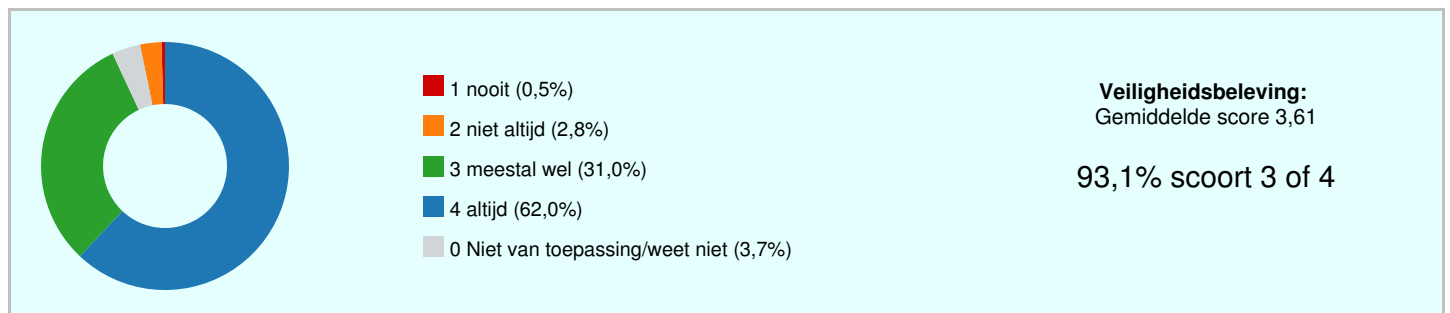 1 nooit (0,5%)
2 niet altijd (2,8%)
3 meestal wel (31,0%)
4 altijd (62,0%)
0 Niet van toepassing/weet niet (3,7%)
Veiligheidsbeleving:
Gemiddelde score 3,61
93,1% scoort 3 of 4